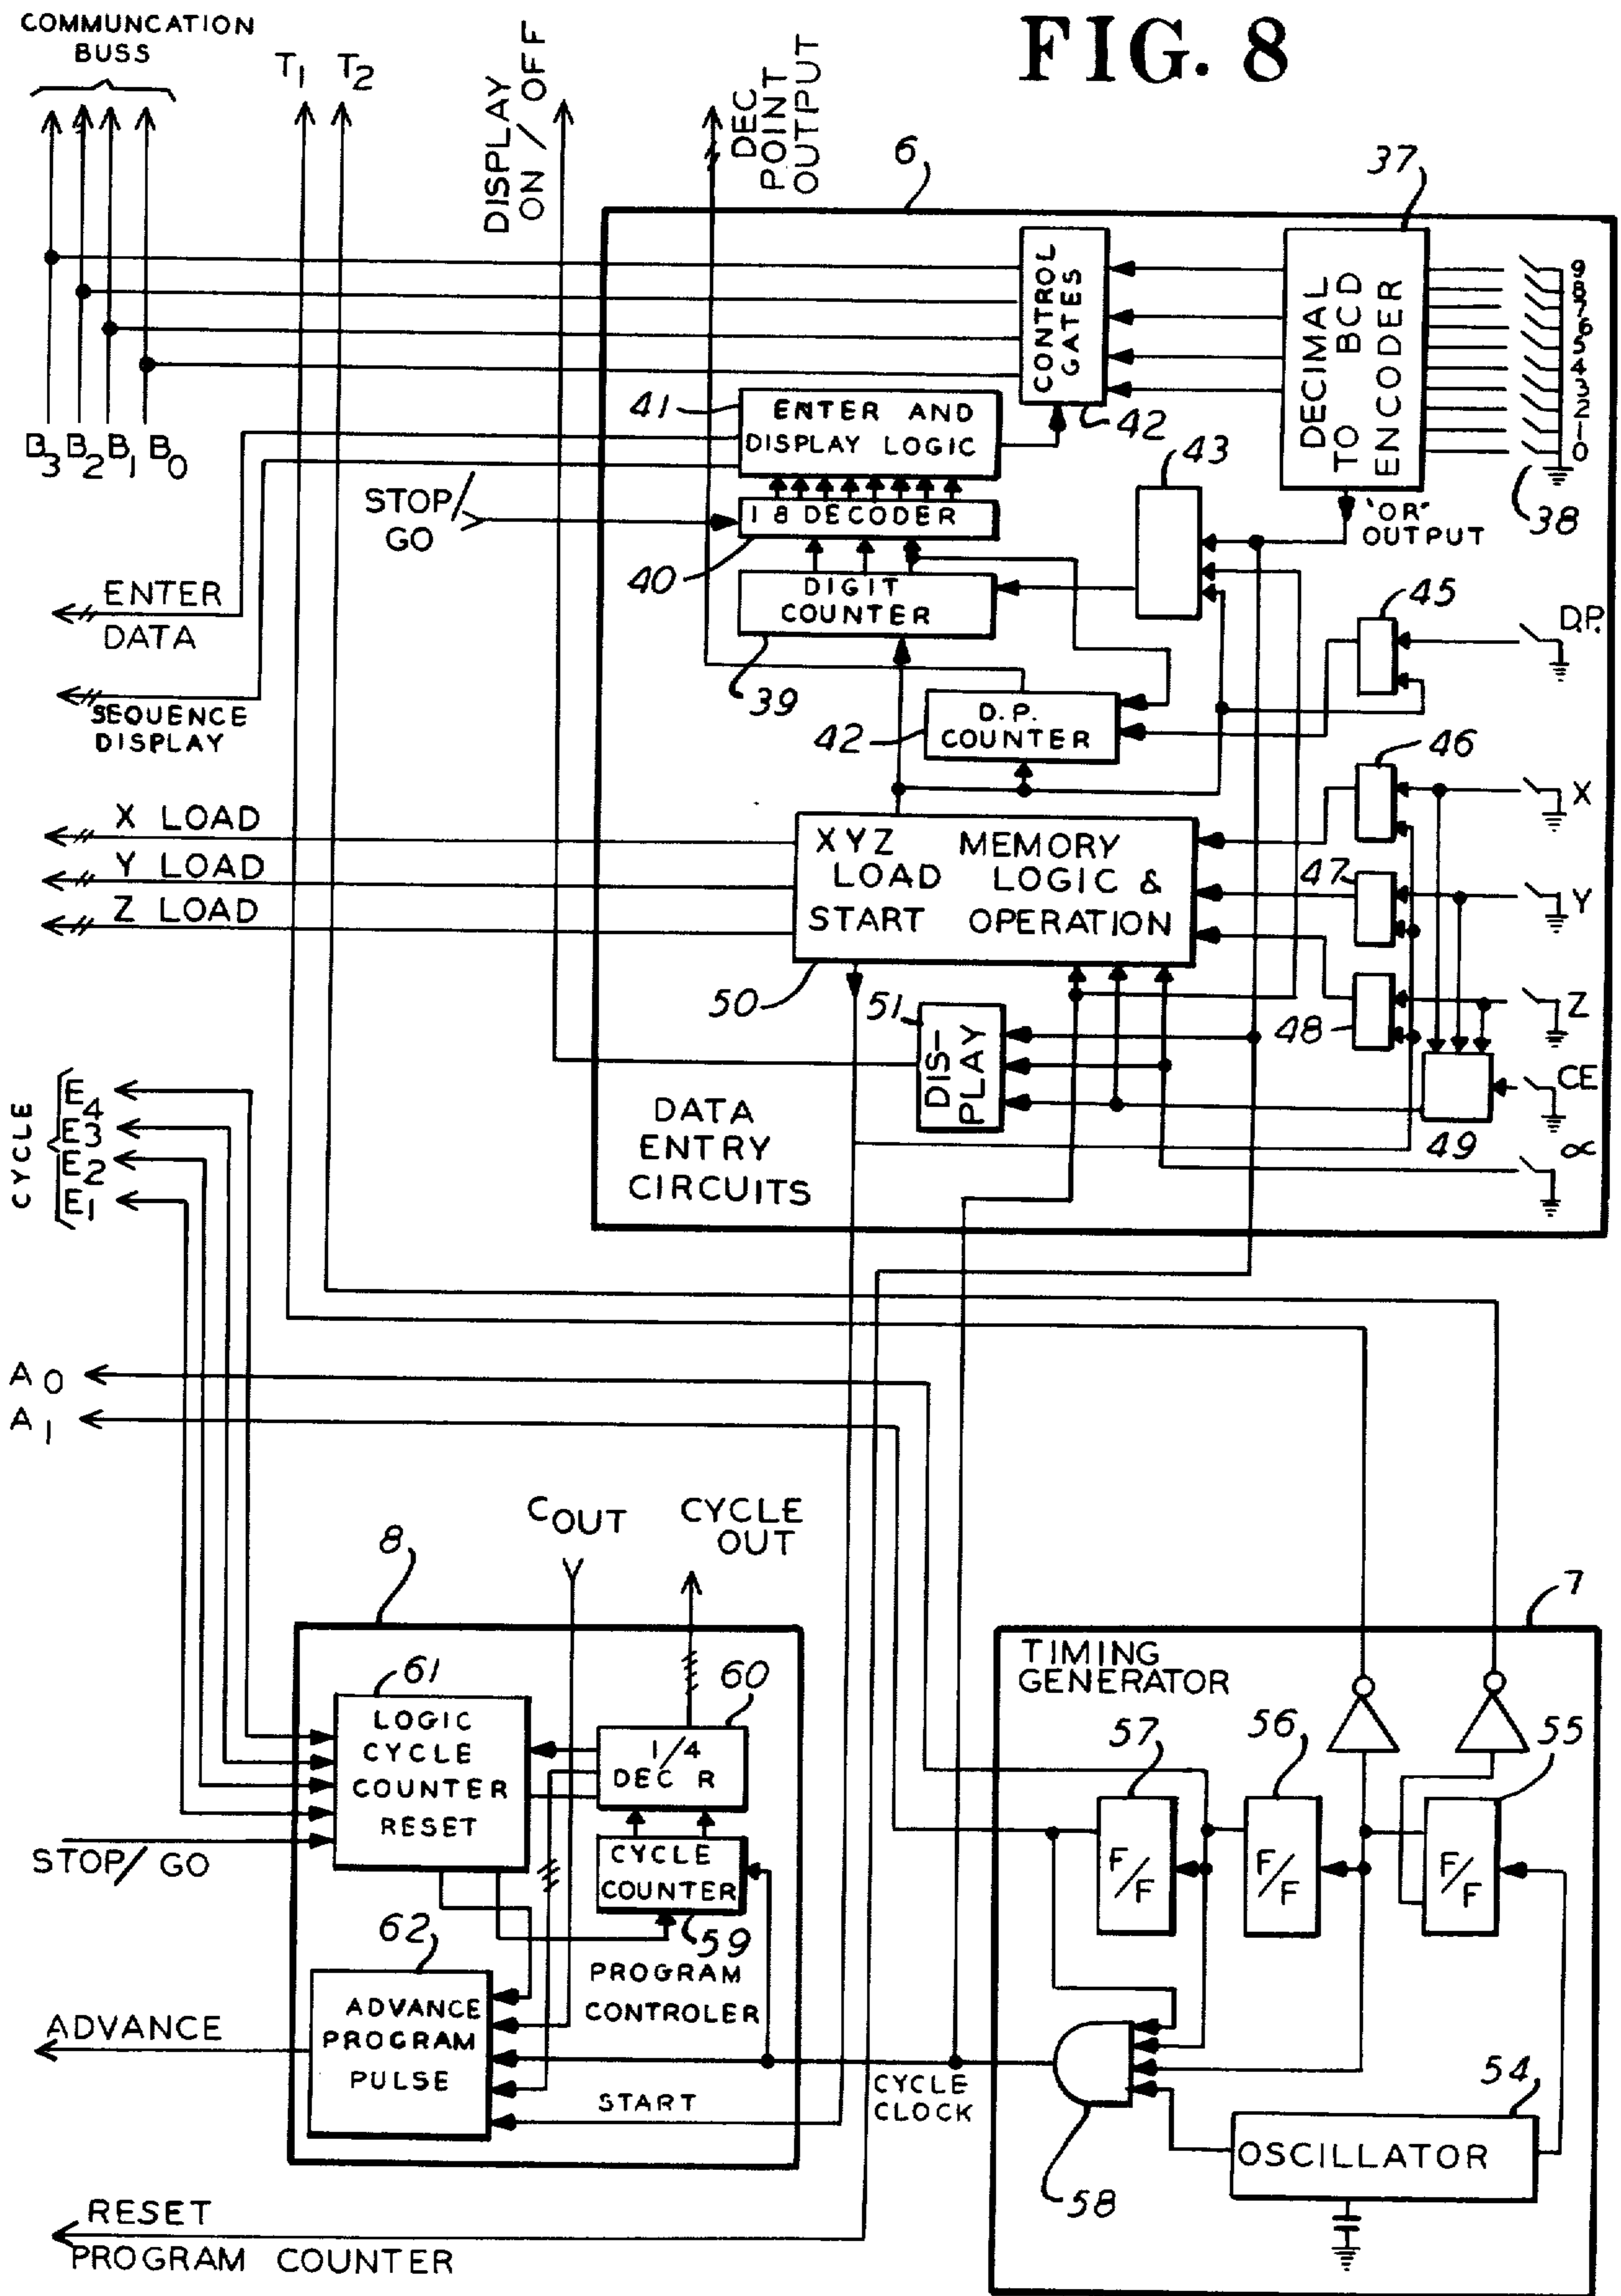 FIG. 8
COMMUNCATION
BUSS
T1 T2
DISPLAY
ON / OFF
DEC
POINT
OUTPUT
6
37
CONTROL
GATES
DECIMAL
TO BCD
ENCODER
9
8
7
6
5
4
3
2
1
0
41
ENTER AND
DISPLAY LOGIC
42
43
B3 B2 B1 B0
STOP/
GO
1 8 DECODER
"OR"
OUTPUT
38
40
DIGIT
COUNTER
45
D.P.
ENTER
DATA
39
SEQUENCE
DISPLAY
42
D.P.
COUNTER
46
X
X LOAD
Y LOAD
Z LOAD
XYZ MEMORY
LOAD LOGIC &
START OPERATION
47
Y
50
51
48
Z
DIS-
PLAY
CE
49
∝
DATA
ENTRY
CIRCUITS
CYCLE
E4
E3
E2
E1
A0
A1
COUT
CYCLE
OUT
8
7
TIMING
GENERATOR
61
60
LOGIC
CYCLE
COUNTER
RESET
1/4
DEC R
57
56
55
F/F
F/F
F/F
STOP/ GO
CYCLE
COUNTER
59
62
PROGRAM
CONTROLER
ADVANCE
ADVANCE
PROGRAM
PULSE
START
CYCLE
CLOCK
58
54
OSCILLATOR
RESET
PROGRAM COUNTER